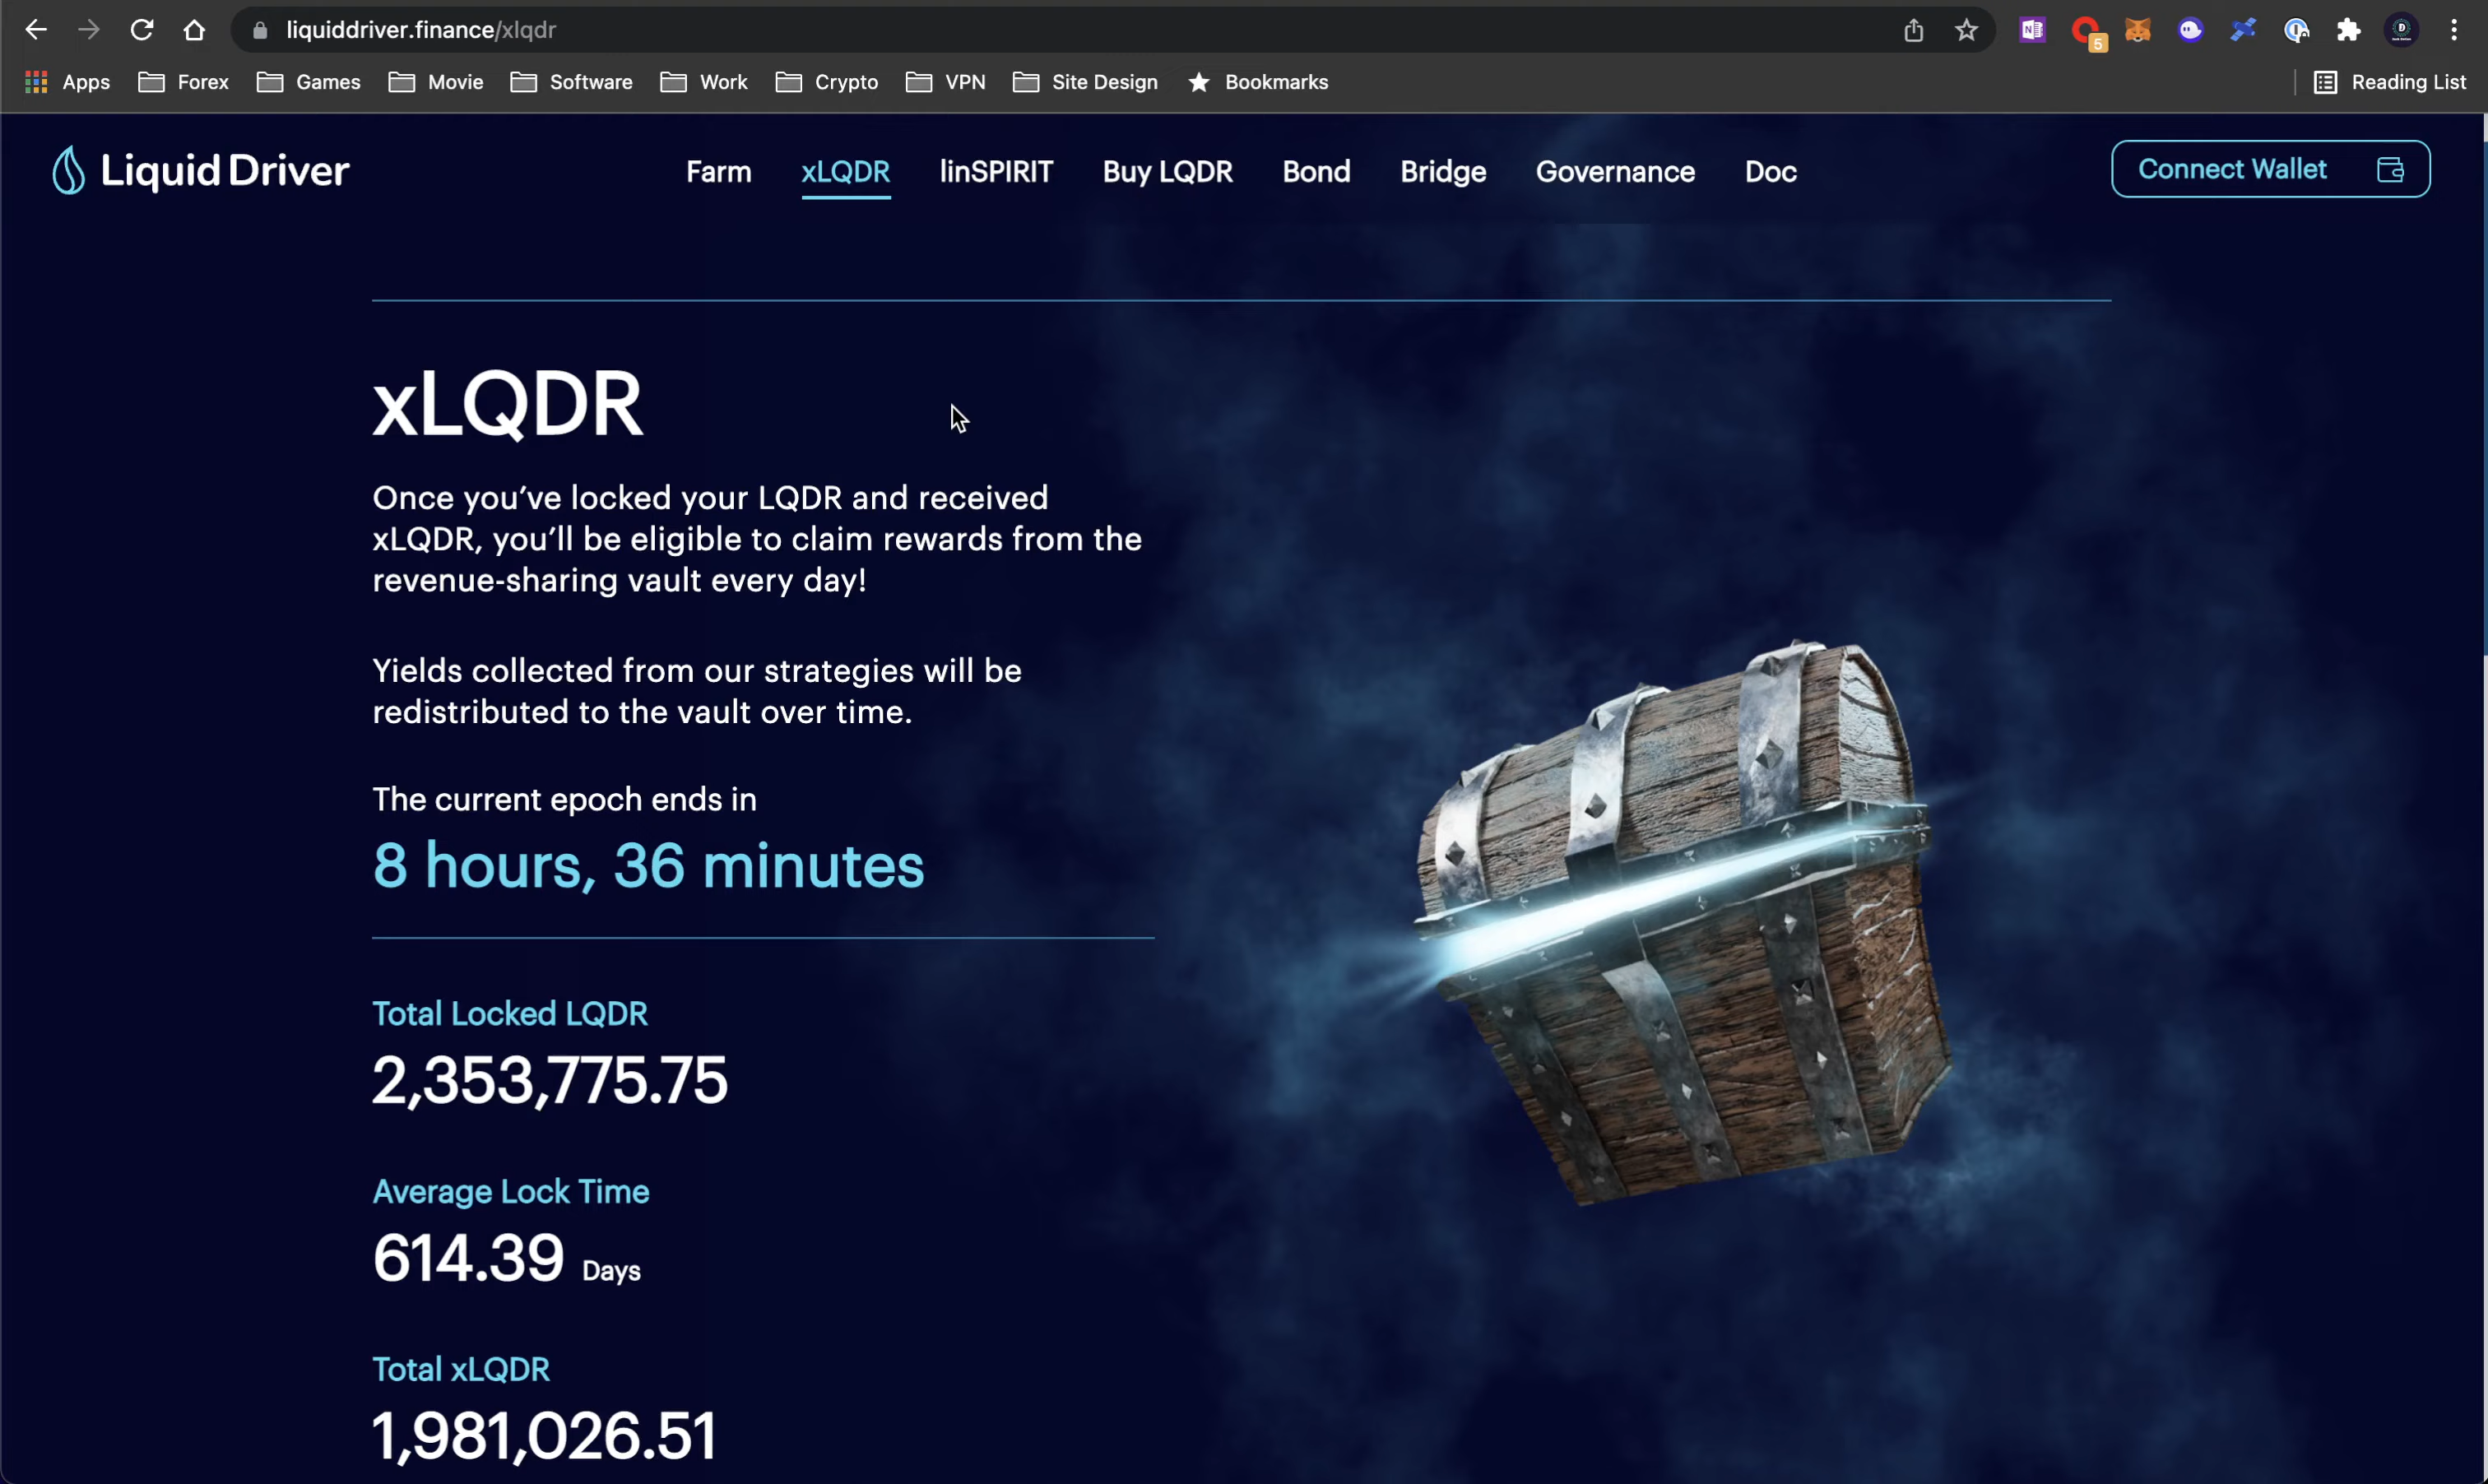 liquiddriver.finance/xlqdr
5
Apps Forex Games Movie Software Work Crypto VPN Site Design Bookmarks Reading List
Liquid Driver Farm xLQDR linSPIRIT Buy LQDR Bond Bridge Governance Doc Connect Wallet
xLQDR
Once you’ve locked your LQDR and received
xLQDR, you’ll be eligible to claim rewards from the
revenue-sharing vault every day!
Yields collected from our strategies will be
redistributed to the vault over time.
The current epoch ends in
8 hours, 36 minutes
Total Locked LQDR
2,353,775.75
Average Lock Time
614.39 Days
Total xLQDR
1,981,026.51